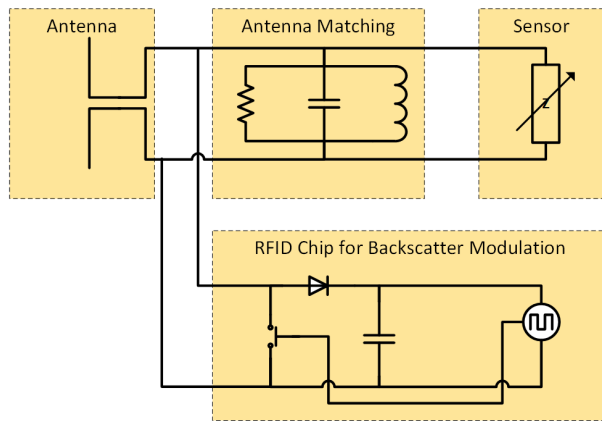 Antenna
Antenna Matching
Sensor
Z
RFID Chip for Backscatter Modulation